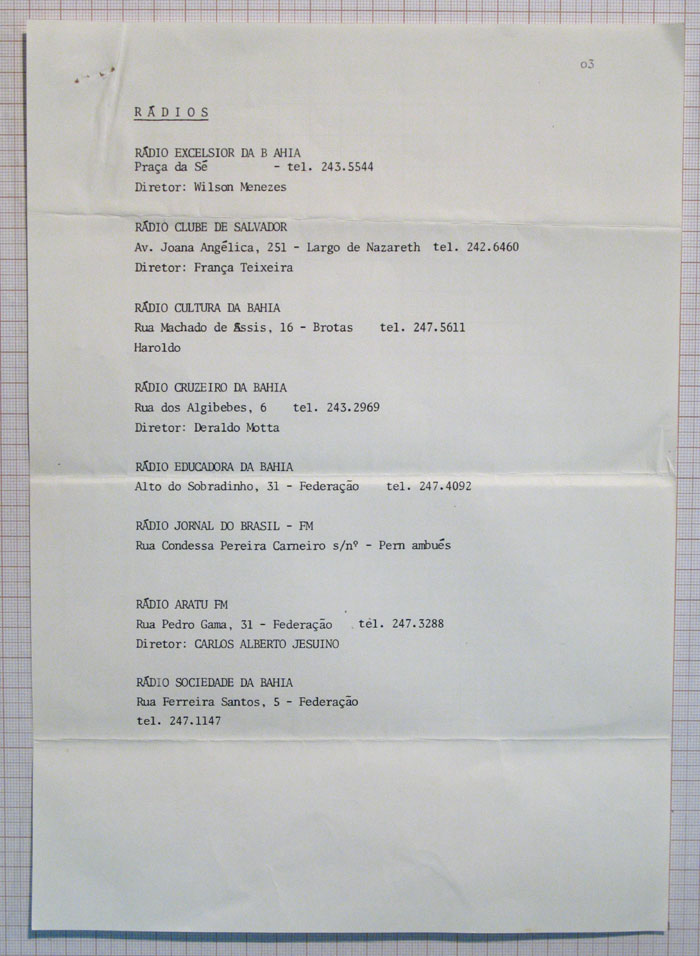 03
RÁDIOS
RÁDIO EXCELSIOR DA B AHIA
Praça da Sé - tel. 243.5544
Diretor: Wilson Menezes
RÁDIO CLUBE DE SALVADOR
Av. Joana Angélica, 251 - Largo de Nazareth tel. 242.6460
Diretor: França Teixeira
RÁDIO CULTURA DA BAHIA
Rua Machado de Assis, 16 - Brotas tel. 247.5611
Haroldo
RÁDIO CRUZEIRO DA BAHIA
Rua dos Algibebes, 6 tel. 243.2969
Diretor: Deraldo Motta
RÁDIO EDUCADORA DA BAHIA
Alto do Sobradinho, 31 - Federação tel. 247.4092
RÁDIO JORNAL DO BRASIL - FM
Rua Condessa Pereira Carneiro s/nº - Pern ambués
RÁDIO ARATU FM
Rua Pedro Gama, 31 - Federação tel. 247.3288
Diretor: CARLOS ALBERTO JESUINO
RÁDIO SOCIEDADE DA BAHIA
Rua Ferreira Santos, 5 - Federação
tel. 247.1147